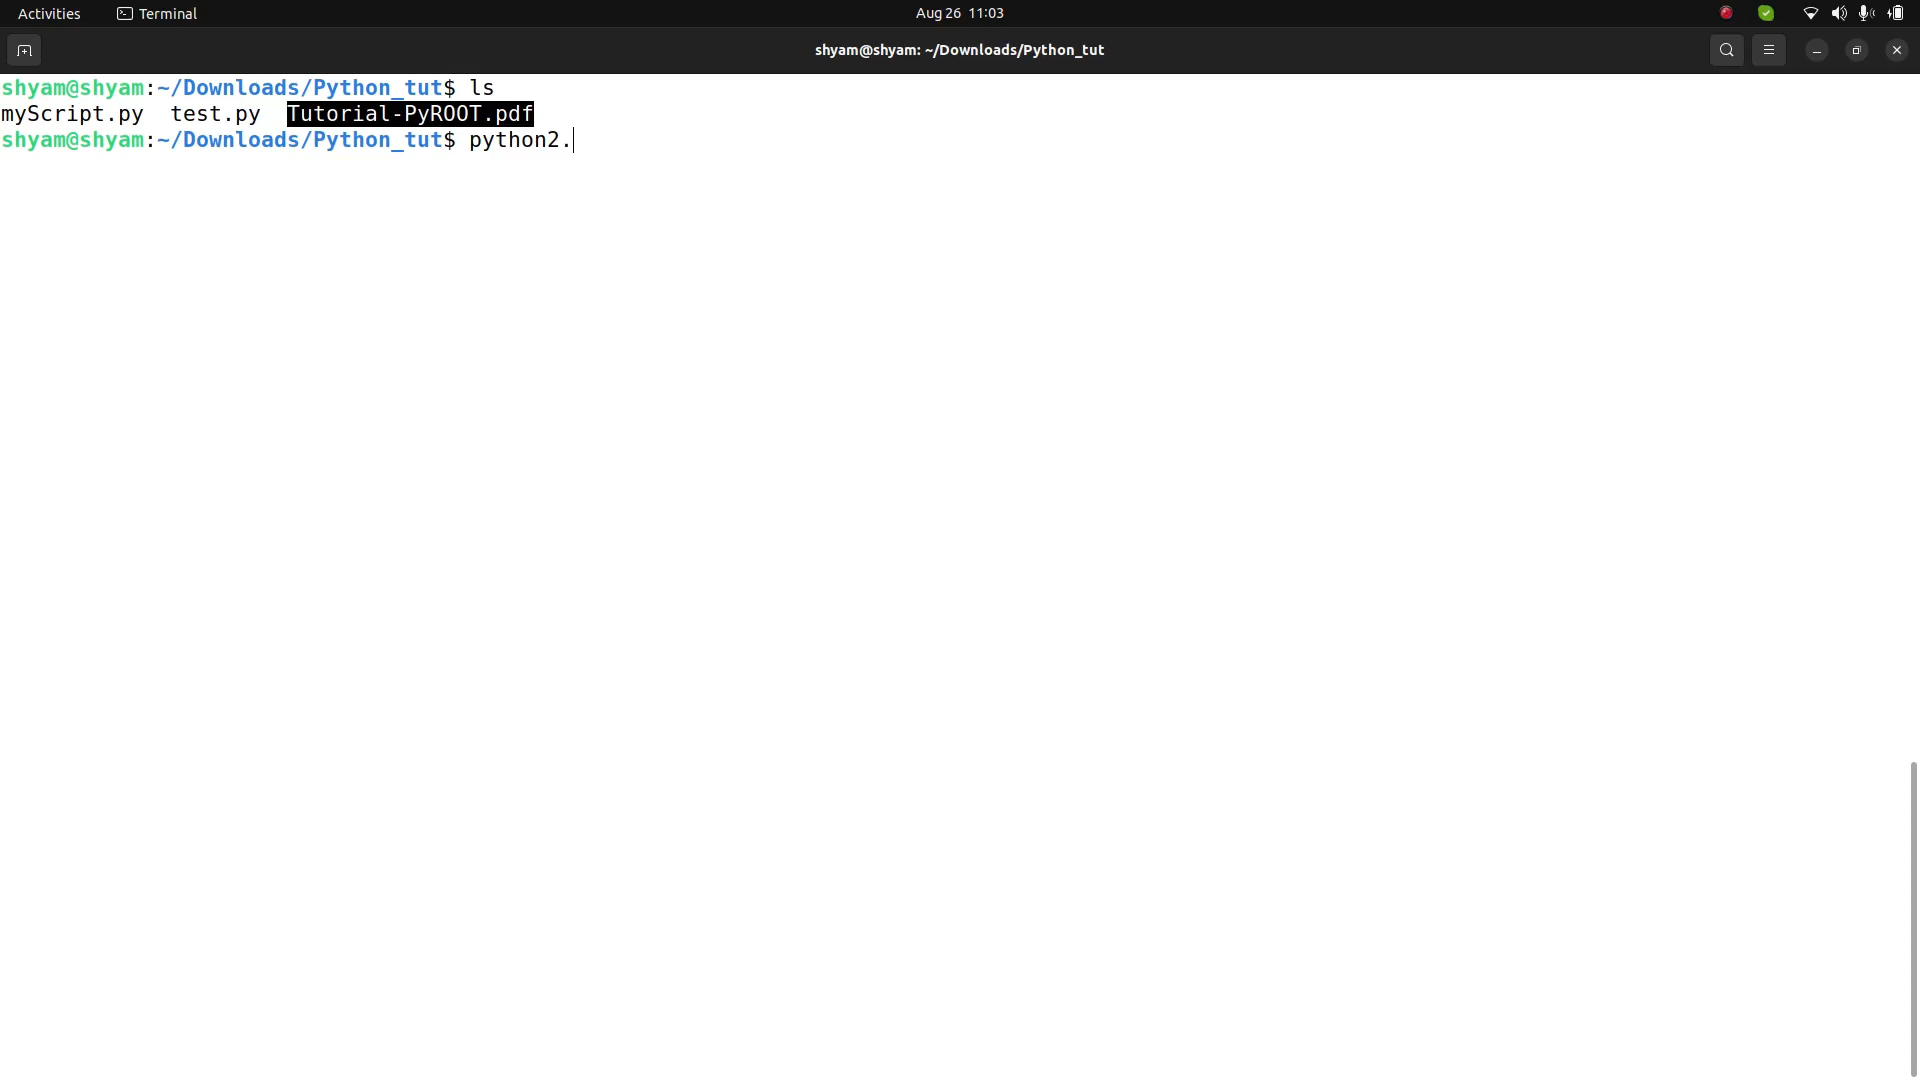 Activities Terminal Aug 26 11:03
shyam@shyam: ~/Downloads/Python_tut
shyam@shyam:~/Downloads/Python_tut$ ls
myScript.py test.py Tutorial-PyROOT.pdf
shyam@shyam:~/Downloads/Python_tut$ python2.